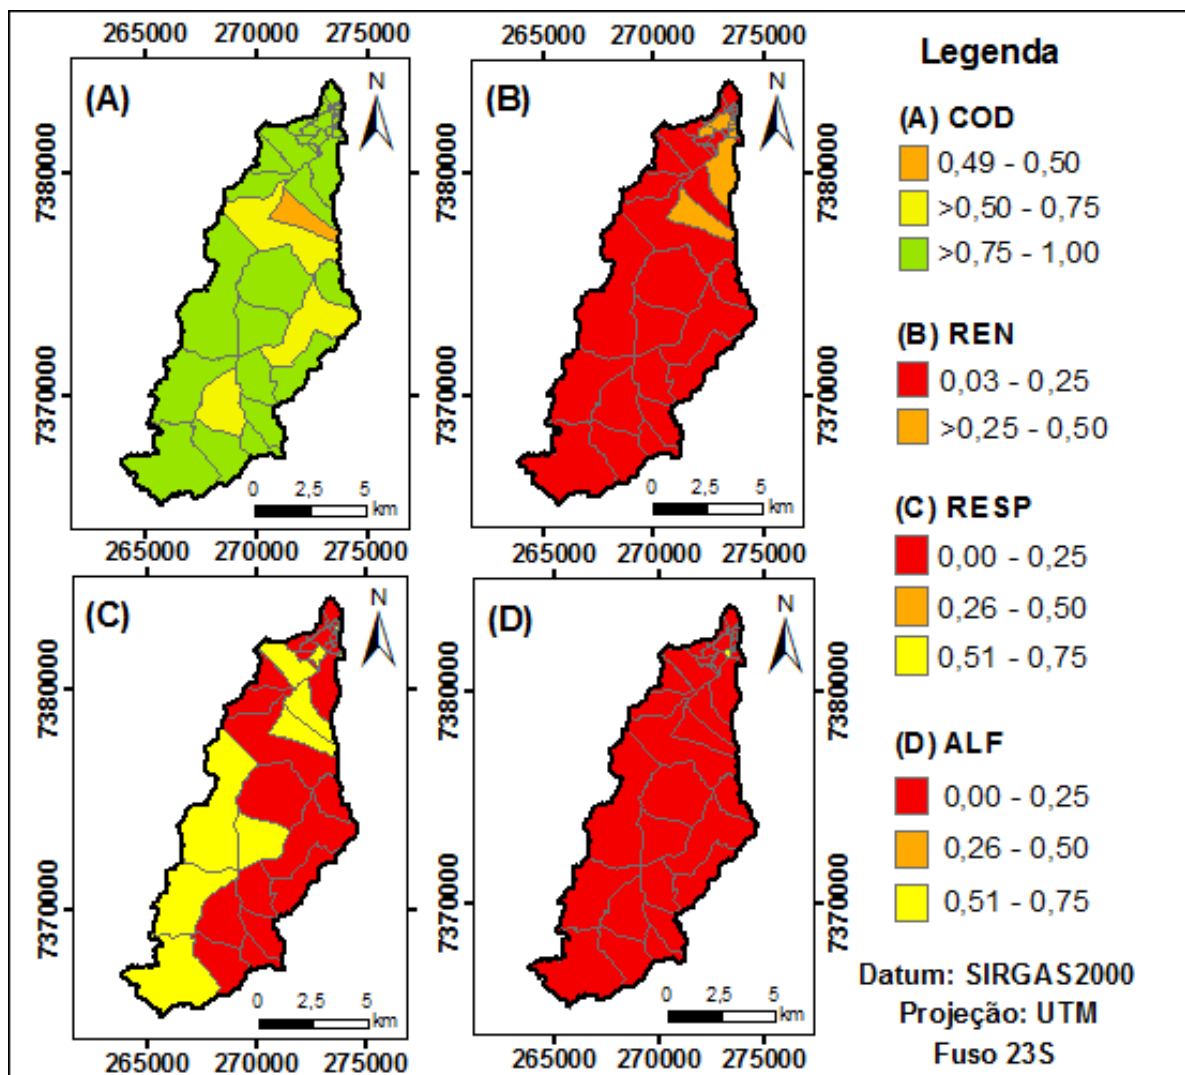 265000 270000 275000
265000 270000 275000
Legenda
(A)
N
7380000
7370000
0 2,5 5
km
(B)
N
7380000
7370000
0 2,5 5
km
(A) COD
0,49 - 0,50
>0,50 - 0,75
>0,75 - 1,00
(B) REN
0,03 - 0,25
>0,25 - 0,50
265000 270000 275000
265000 270000 275000
(C)
N
7380000
7370000
0 2,5 5
km
265000 270000 275000
(D)
N
7380000
7370000
0 2,5 5
km
265000 270000 275000
(C) RESP
0,00 - 0,25
0,26 - 0,50
0,51 - 0,75
(D) ALF
0,00 - 0,25
0,26 - 0,50
0,51 - 0,75
Datum: SIRGAS2000
Projeção: UTM
Fuso 23S